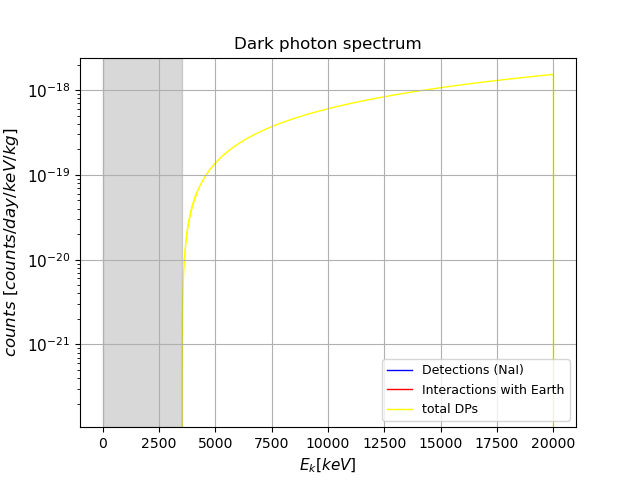 Dark photon spectrum
counts [counts/day/keV/kg]
10⁻¹⁸
10⁻¹⁹
10⁻²⁰
10⁻²¹
Detections (NaI)
Interactions with Earth
total DPs
0 2500 5000 7500 10000 12500 15000 17500 20000
Eₖ[keV]